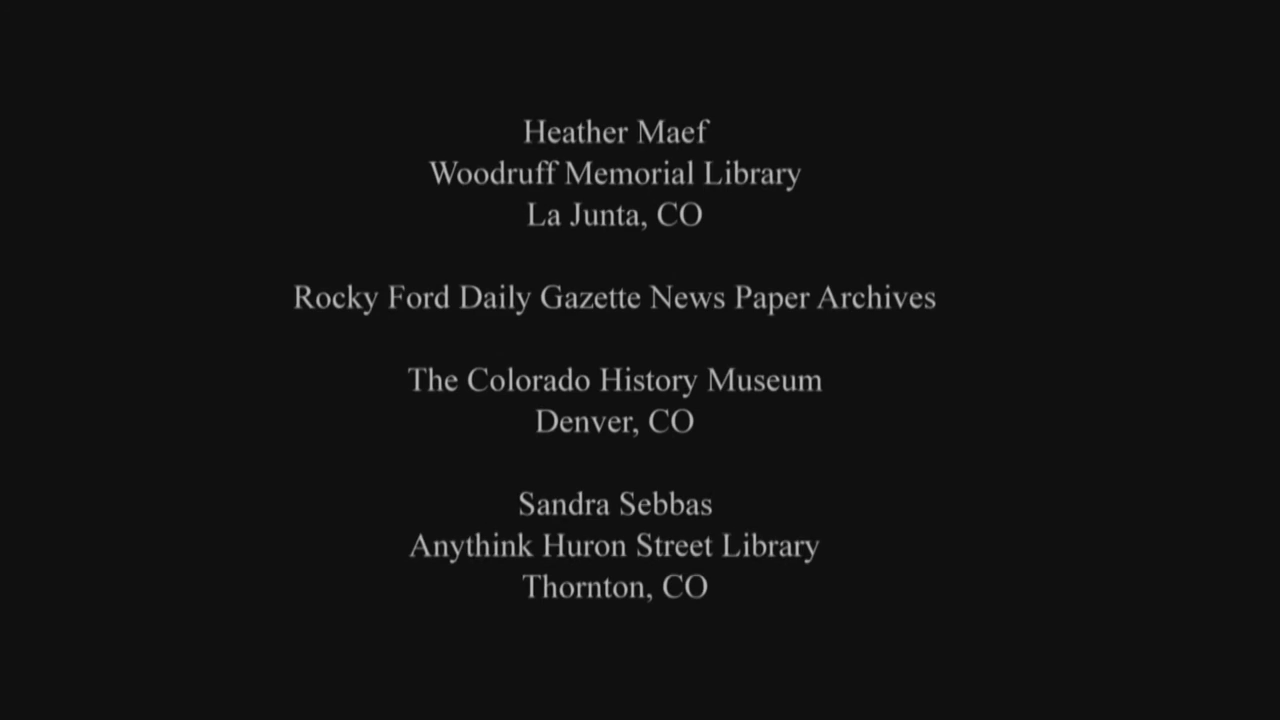 Heather Maef
Woodruff Memorial Library
La Junta, CO
Rocky Ford Daily Gazette News Paper Archives
The Colorado History Museum
Denver, CO
Sandra Sebbas
Anythink Huron Street Library
Thornton, CO